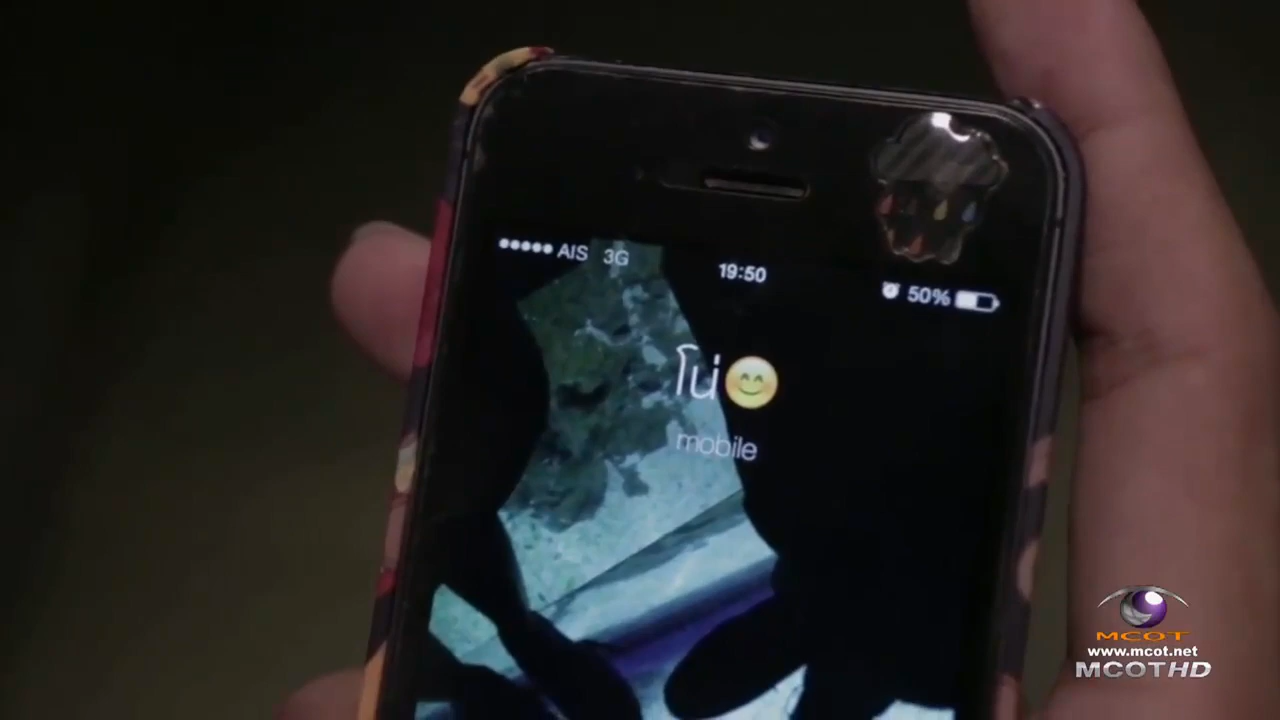 ●●●●● AIS 3G 19:50 50%
โน่😊
mobile
MCOT
www.mcot.net
MCOTHD